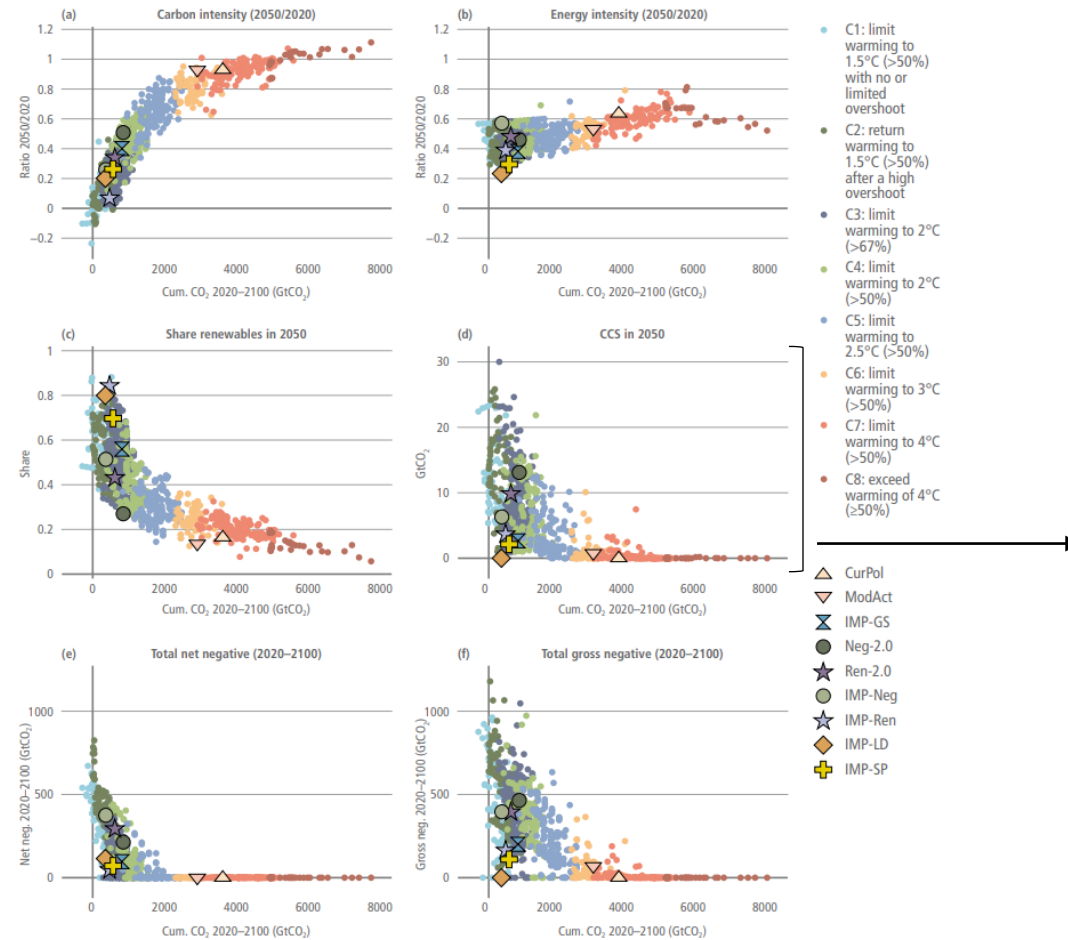 (a) Carbon intensity (2050/2020)
1.2
1
0.8
0.6
0.4
0.2
0
–0.2
Ratio 2050/2020
0 2000 4000 6000 8000
Cum. CO2 2020–2100 (GtCO2)
(b) Energy intensity (2050/2020)
1.2
1
0.8
0.6
0.4
0.2
0
–0.2
Ratio 2050/2020
0 2000 4000 6000 8000
Cum. CO2 2020–2100 (GtCO2)
(c) Share renewables in 2050
1
0.8
0.6
0.4
0.2
0
Share
0 2000 4000 6000 8000
Cum. CO2 2020–2100 (GtCO2)
(d) CCS in 2050
30
20
10
0
GtCO2
0 2000 4000 6000 8000
Cum. CO2 2020–2100 (GtCO2)
(e) Total net negative (2020–2100)
1000
500
0
Net neg. 2020–2100 (GtCO2)
0 2000 4000 6000 8000
Cum. CO2 2020–2100 (GtCO2)
(f) Total gross negative (2020–2100)
1000
500
0
Gross neg. 2020–2100 (GtCO2)
0 2000 4000 6000 8000
Cum. CO2 2020–2100 (GtCO2)
C1: limit
warming to
1.5°C (>50%)
with no or
limited
overshoot
C2: return
warming to
1.5°C (>50%)
after a high
overshoot
C3: limit
warming to 2°C
(>67%)
C4: limit
warming to 2°C
(>50%)
C5: limit
warming to
2.5°C (>50%)
C6: limit
warming to 3°C
(>50%)
C7: limit
warming to 4°C
(>50%)
C8: exceed
warming of 4°C
(≥50%)
CurPol
ModAct
IMP-GS
Neg-2.0
Ren-2.0
IMP-Neg
IMP-Ren
IMP-LD
IMP-SP